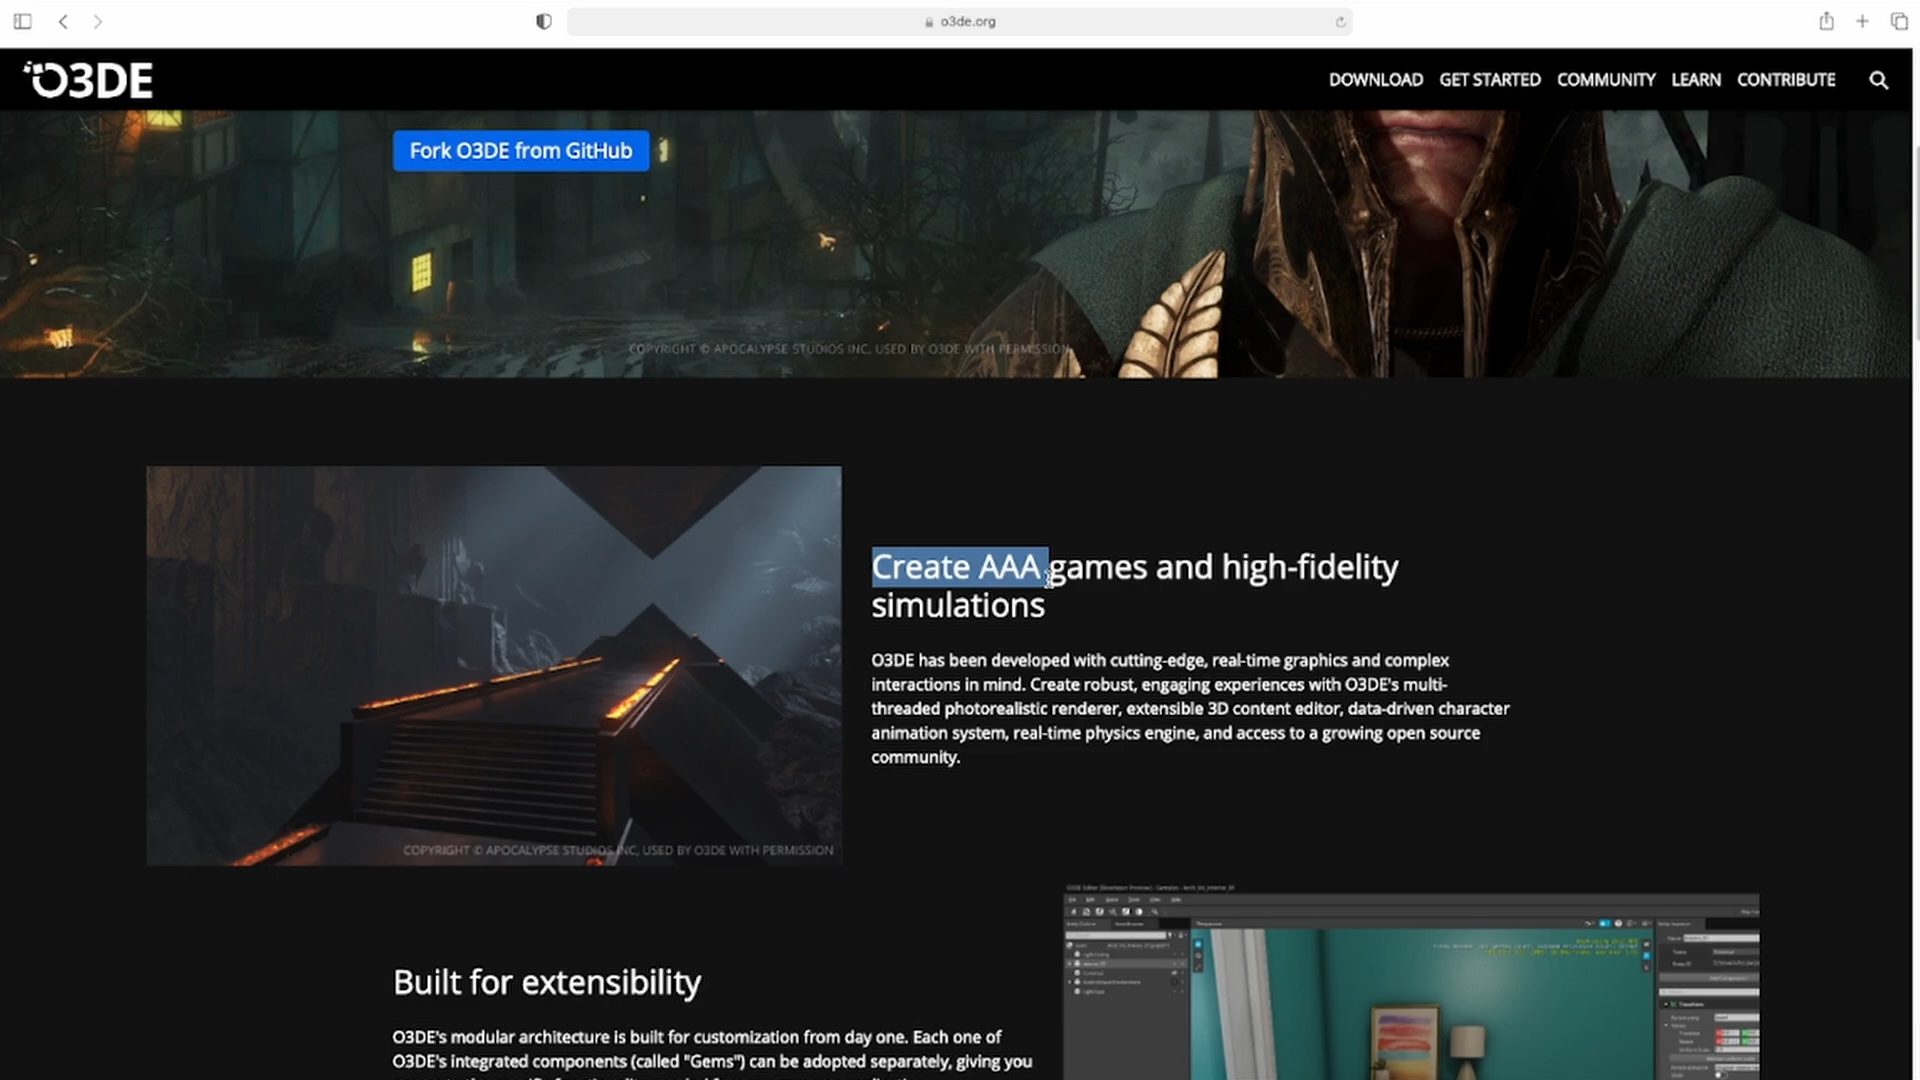 o3de.org
O3DE
DOWNLOAD GET STARTED COMMUNITY LEARN CONTRIBUTE
Fork O3DE from GitHub
COPYRIGHT © APOCALYPSE STUDIOS INC, USED BY O3DE WITH PERMISSION
Create AAA games and high-fidelity
simulations
O3DE has been developed with cutting-edge, real-time graphics and complex
interactions in mind. Create robust, engaging experiences with O3DE's multi-
threaded photorealistic renderer, extensible 3D content editor, data-driven character
animation system, real-time physics engine, and access to a growing open source
community.
COPYRIGHT © APOCALYPSE STUDIOS INC, USED BY O3DE WITH PERMISSION
Built for extensibility
O3DE's modular architecture is built for customization from day one. Each one of
O3DE's integrated components (called "Gems") can be adopted separately, giving you